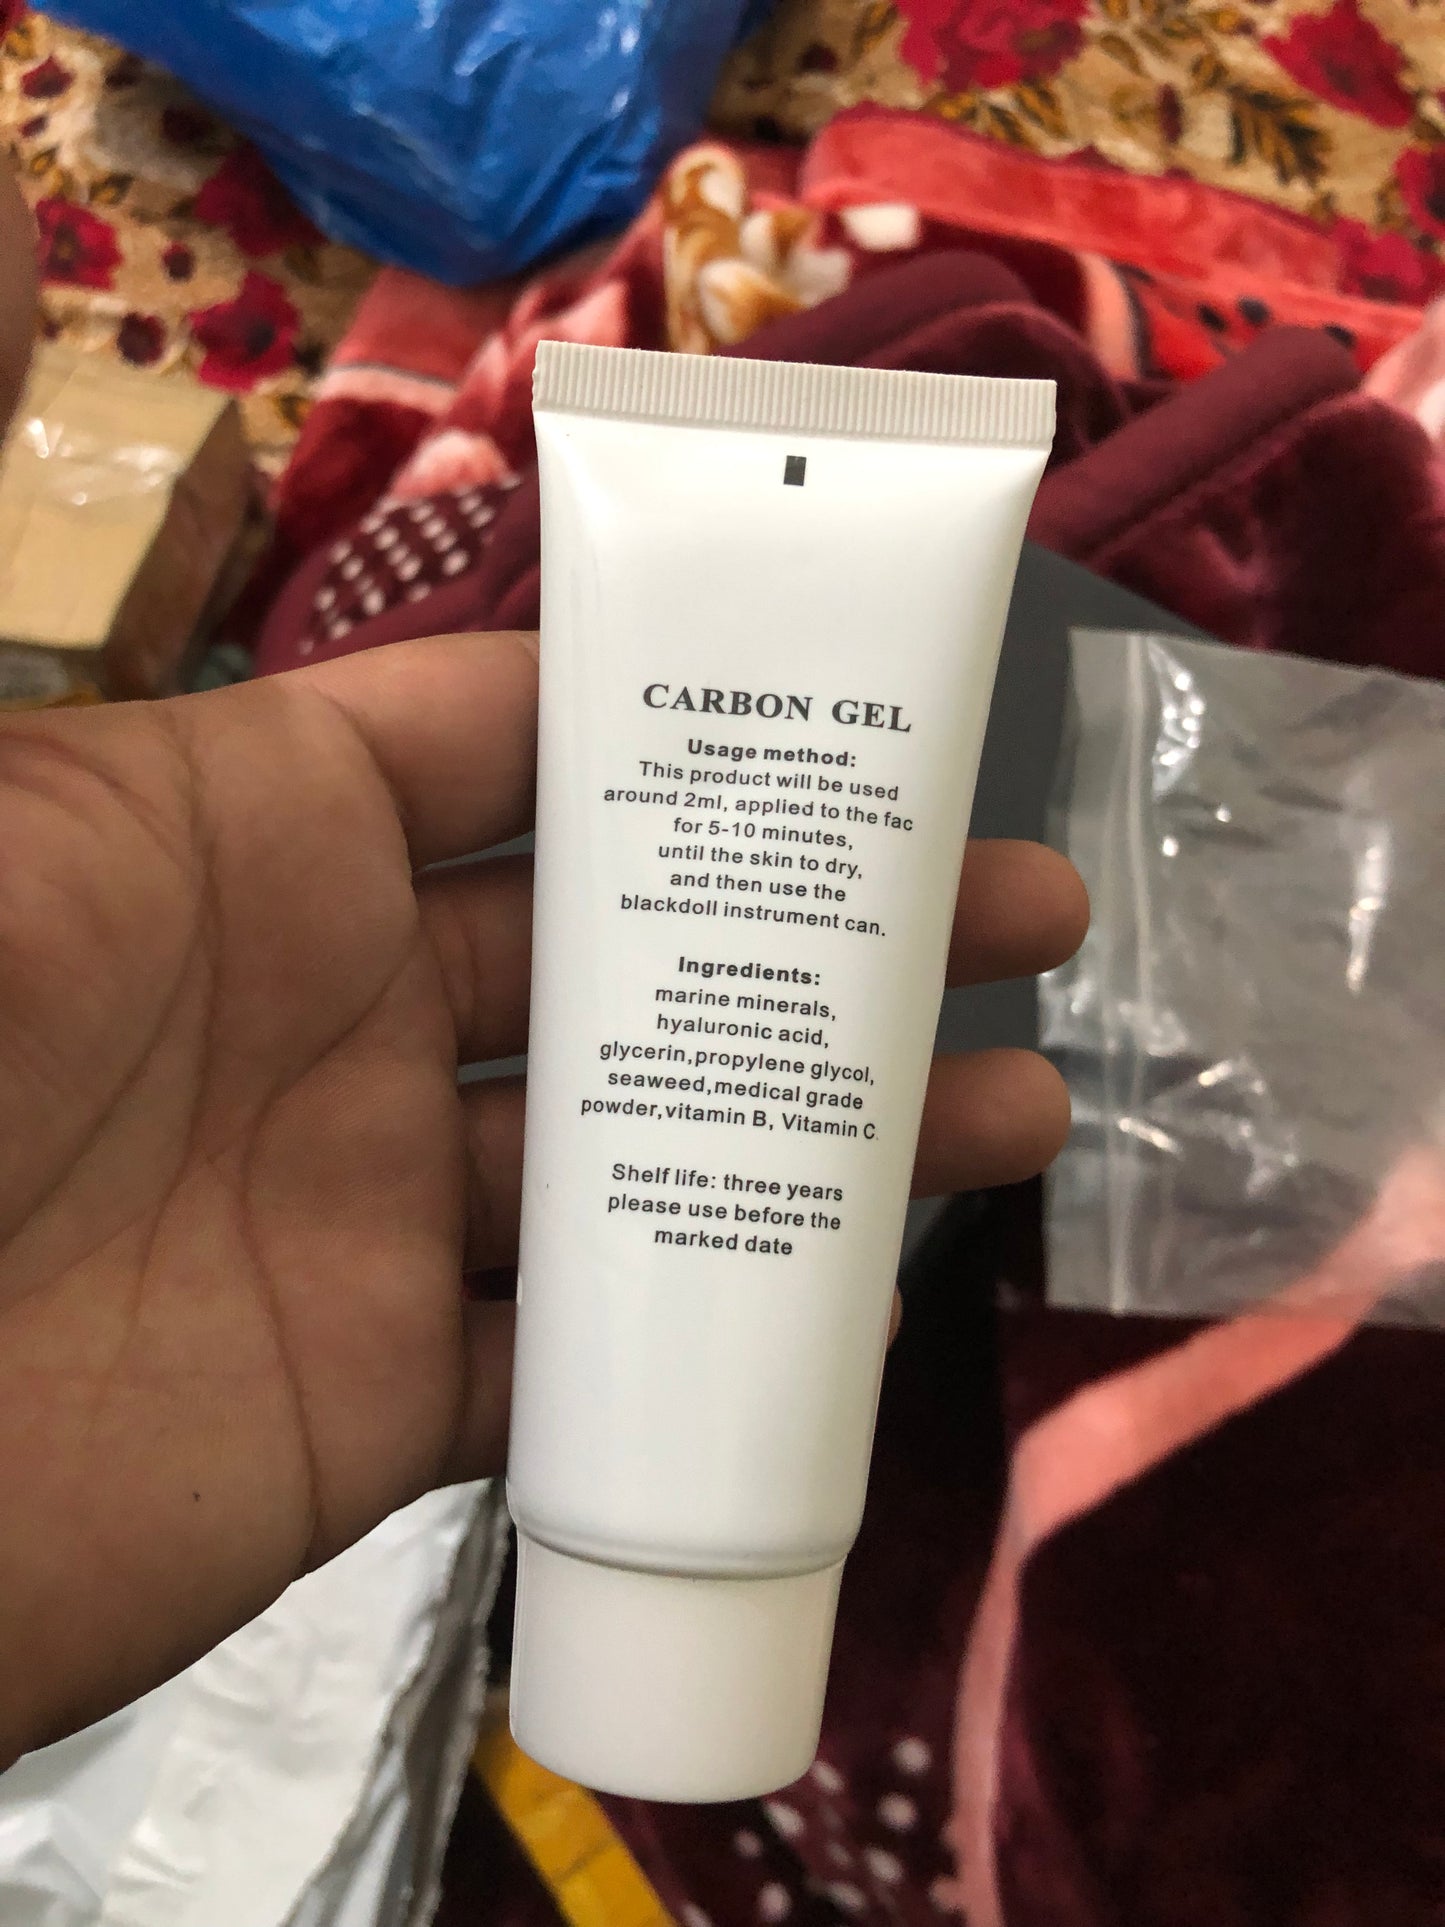 CARBON GEL
Usage method:
This product will be used
around 2ml, applied to the fac
for 5-10 minutes,
until the skin to dry,
and then use the
blackdoll instrument can.
Ingredients:
marine minerals,
hyaluronic acid,
glycerin,propylene glycol,
seaweed,medical grade
powder,vitamin B, Vitamin C.
Shelf life: three years
please use before the
marked date